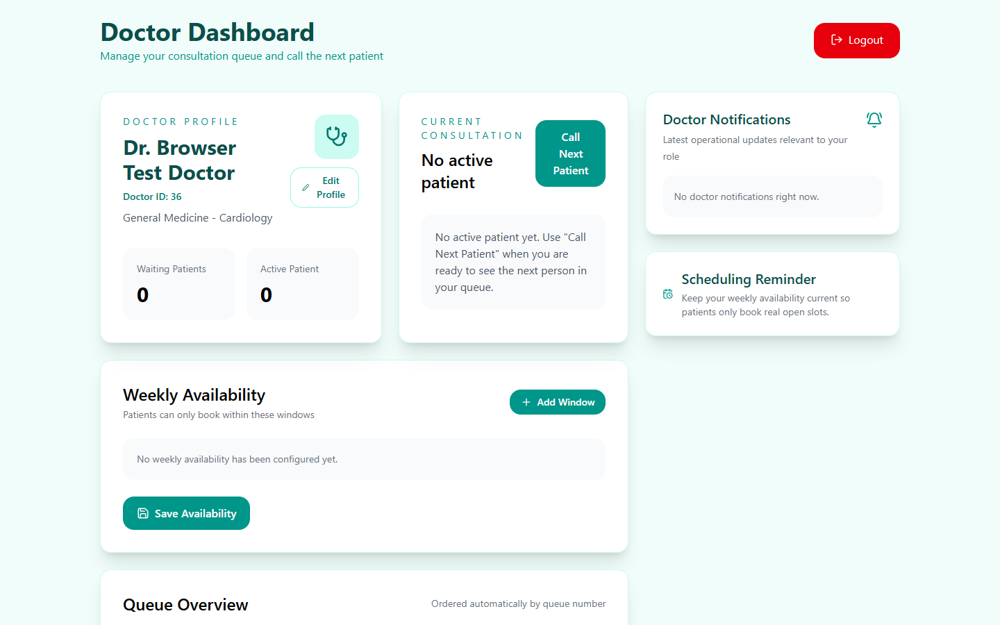 Doctor Dashboard
Manage your consultation queue and call the next patient
Logout
DOCTOR PROFILE
Dr. Browser
Test Doctor
Doctor ID: 36
General Medicine - Cardiology
Edit
Profile
Waiting Patients
0
Active Patient
0
CURRENT
CONSULTATION
No active
patient
Call
Next
Patient
No active patient yet. Use "Call
Next Patient" when you are
ready to see the next person in
your queue.
Doctor Notifications
Latest operational updates relevant to your
role
No doctor notifications right now.
Scheduling Reminder
Keep your weekly availability current so
patients only book real open slots.
Weekly Availability
Patients can only book within these windows
Add Window
No weekly availability has been configured yet.
Save Availability
Queue Overview
Ordered automatically by queue number